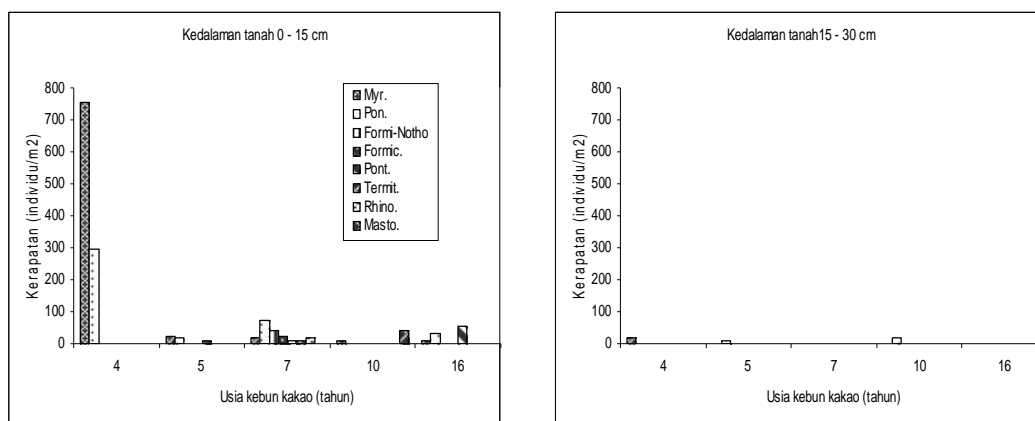 Kedalaman tanah 0 - 15 cm
Kerapatan (individu/m2)
800
700
600
500
400
300
200
100
0
Myr.
Pon.
Formi-Notho
Formic.
Pont.
Termit.
Rhino.
Masto.
4 5 7 10 16
Usia kebun kakao (tahun)
Kedalaman tanah15 - 30 cm
Kerapatan (individu/m2)
800
700
600
500
400
300
200
100
0
4 5 7 10 16
Usia kebun kakao (tahun)